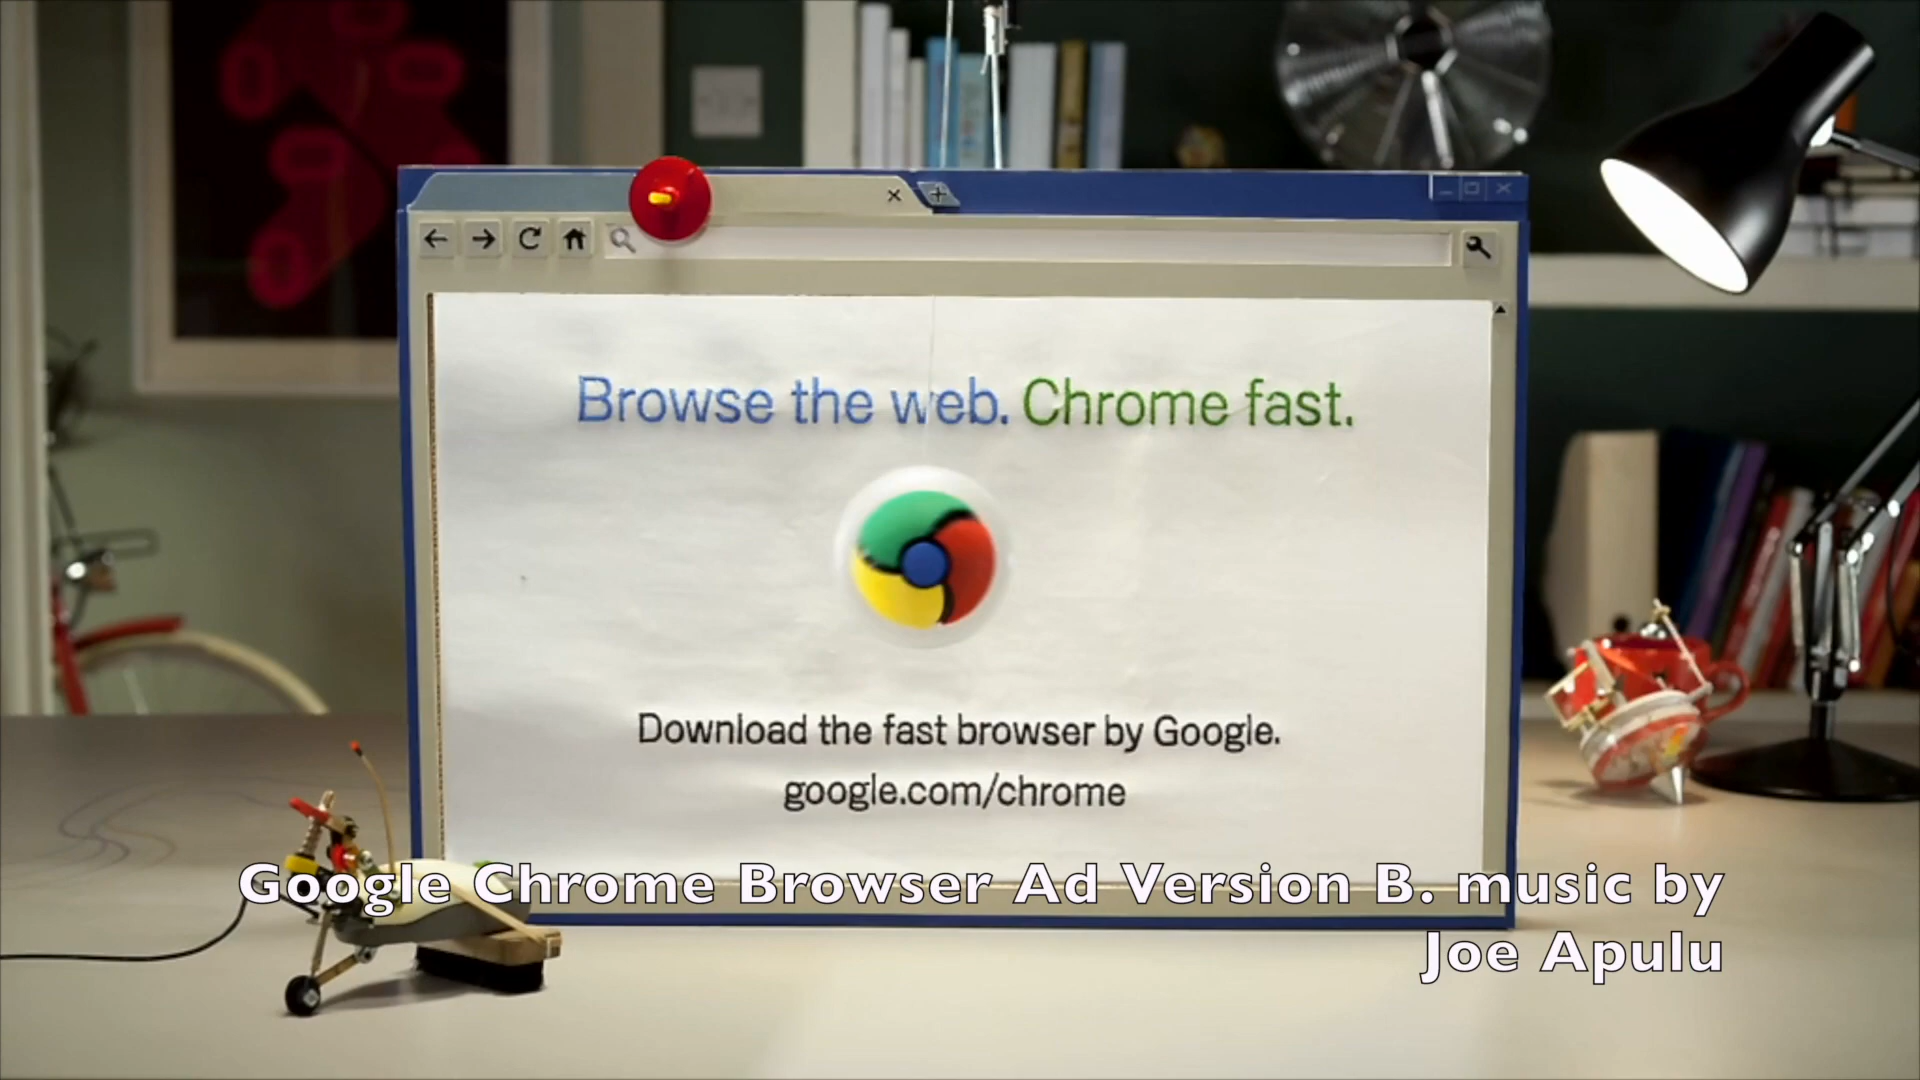 Browse the web. Chrome fast.
Download the fast browser by Google.
google.com/chrome
Google Chrome Browser Ad Version B. music by
Joe Apulu